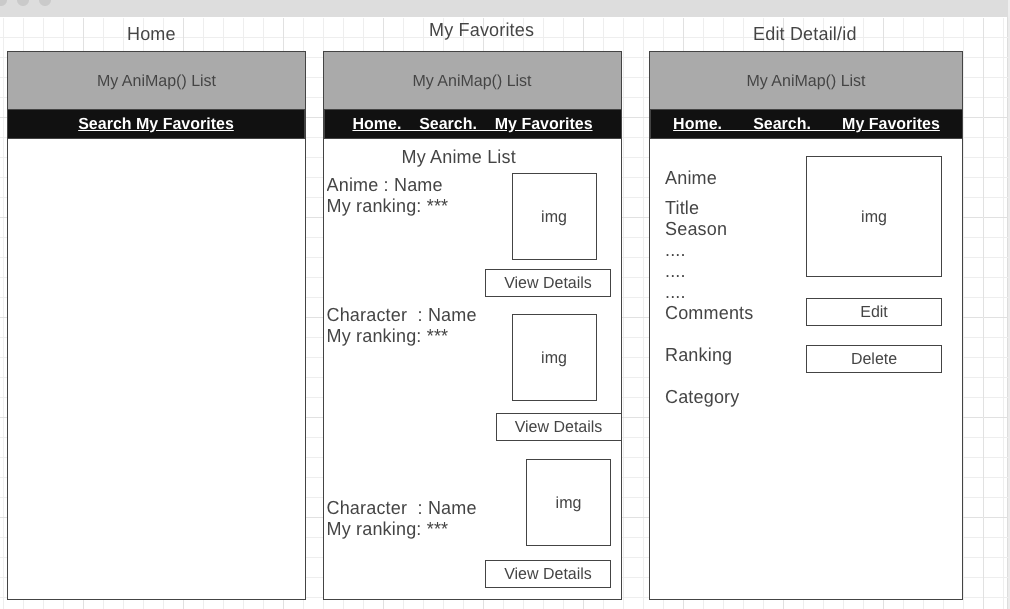 Home
My AniMap() List
Search My Favorites
My Favorites
My AniMap() List
Home. Search. My Favorites
My Anime List
Anime : Name
My ranking: ***
img
View Details
Character : Name
My ranking: ***
img
View Details
Character : Name
My ranking: ***
img
View Details
Edit Detail/id
My AniMap() List
Home. Search. My Favorites
Anime
Title
Season
....
....
....
Comments
Ranking
Category
img
Edit
Delete